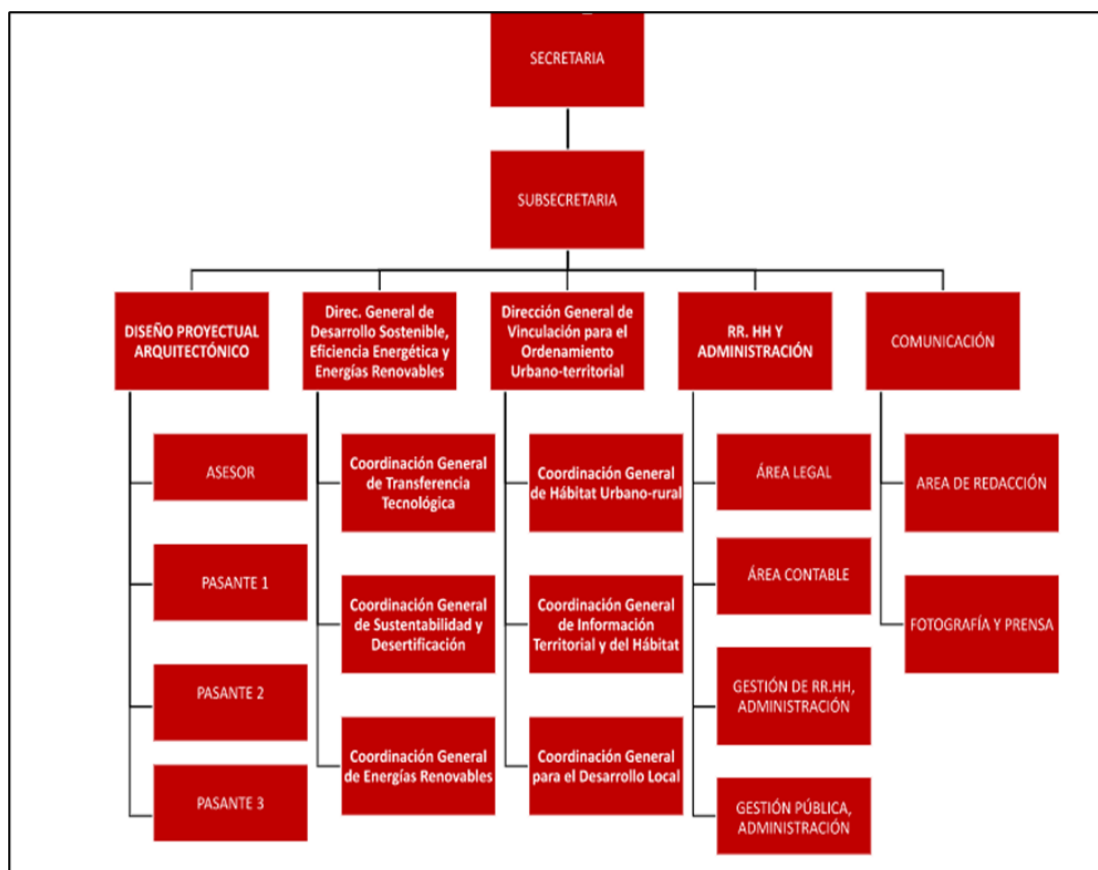 SECRETARIA
SUBSECRETARIA
DISEÑO PROYECTUAL
ARQUITECTÓNICO
Direc. General de
Desarrollo Sostenible,
Eficiencia Energética y
Energías Renovables
Dirección General de
Vinculación para el
Ordenamiento
Urbano-territorial
RR. HH Y
ADMINISTRACIÓN
COMUNICACIÓN
ASESOR
PASANTE 1
PASANTE 2
PASANTE 3
Coordinación General
de Transferencia
Tecnológica
Coordinación General
de Sustentabilidad y
Desertificación
Coordinación General
de Energías Renovables
Coordinación General
de Hábitat Urbano-rural
Coordinación General
de Información
Territorial y del Hábitat
Coordinación General
para el Desarrollo Local
ÁREA LEGAL
ÁREA CONTABLE
GESTIÓN DE RR.HH,
ADMINISTRACIÓN
GESTIÓN PÚBLICA,
ADMINISTRACIÓN
AREA DE REDACCIÓN
FOTOGRAFÍA Y PRENSA